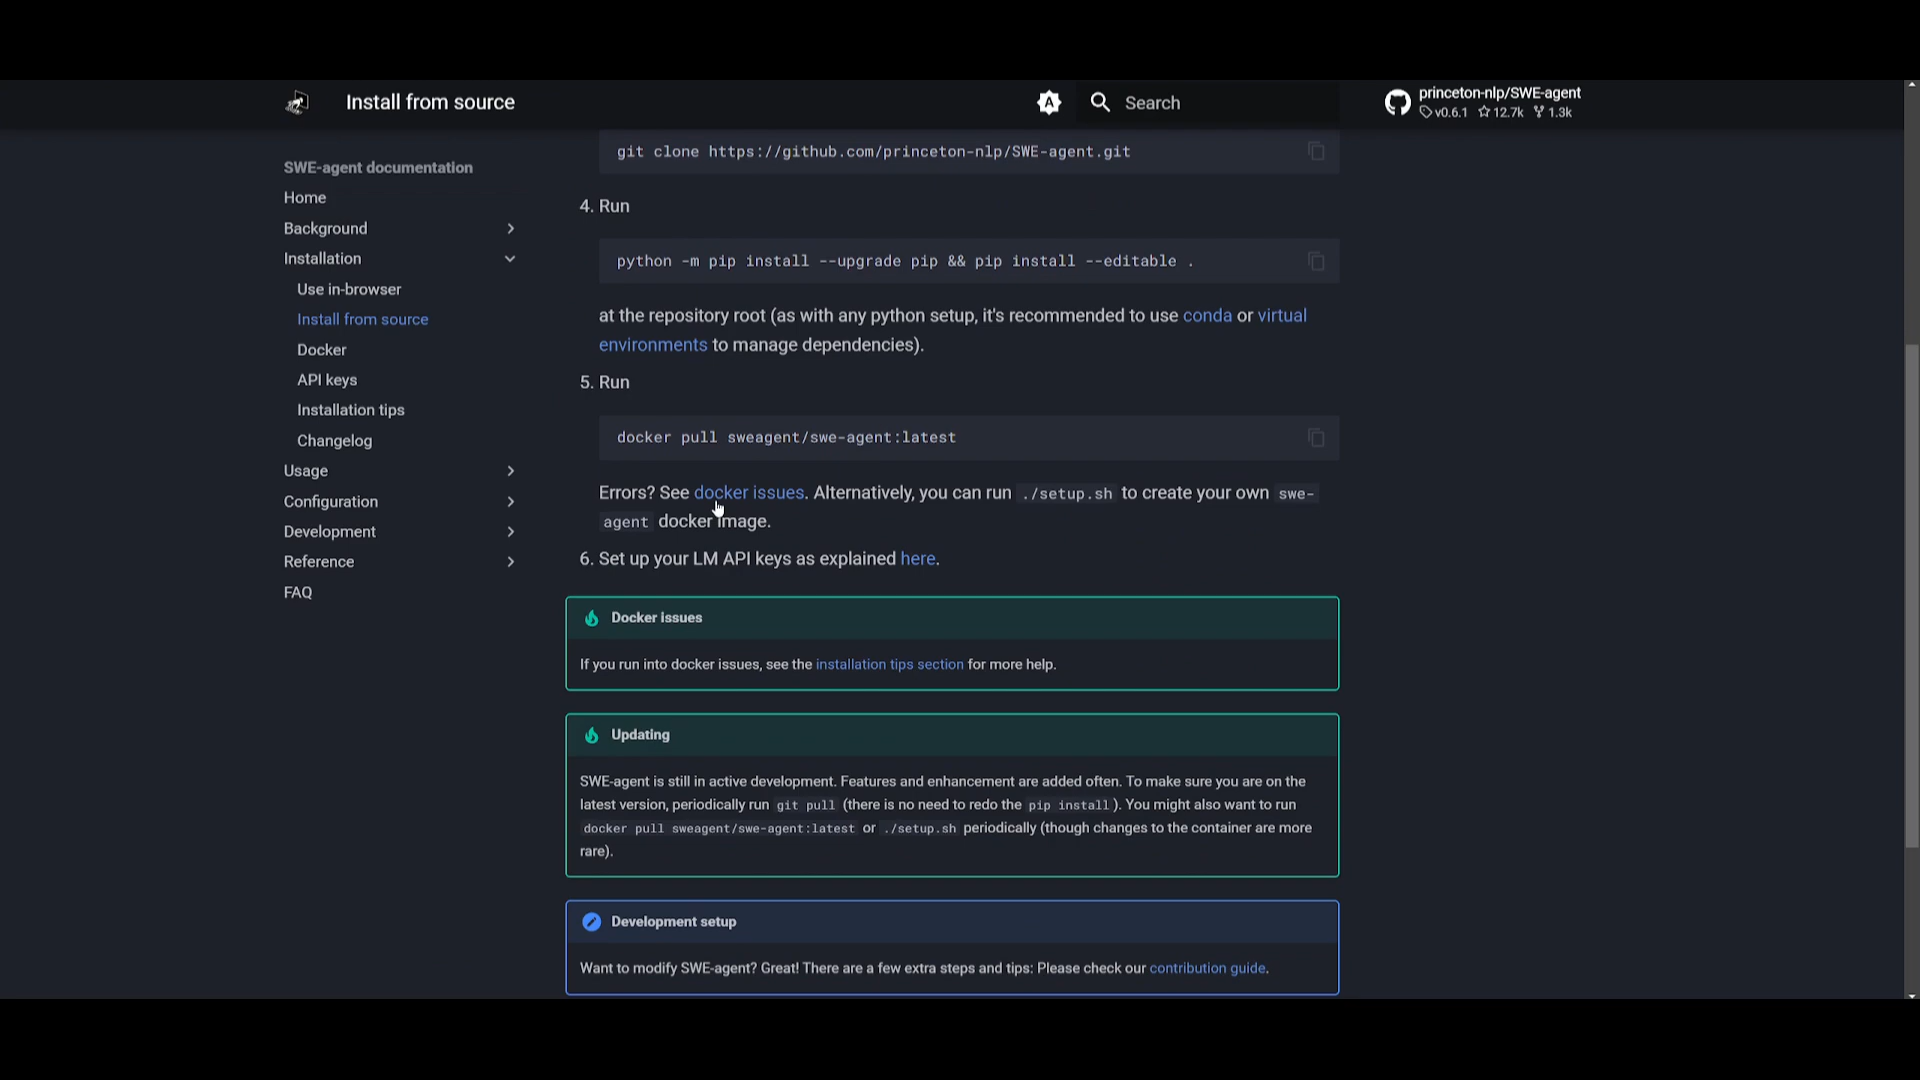 Install from source
Search
princeton-nlp/SWE-agent
v0.6.1 12.7k 1.3k
SWE-agent documentation
Home
Background
Installation
Use in-browser
Install from source
Docker
API keys
Installation tips
Changelog
Usage
Configuration
Development
Reference
FAQ
git clone https://github.com/princeton-nlp/SWE-agent.git
4. Run
python -m pip install --upgrade pip && pip install --editable .
at the repository root (as with any python setup, it's recommended to use conda or virtual
environments to manage dependencies).
5. Run
docker pull sweagent/swe-agent:latest
Errors? See docker issues. Alternatively, you can run ./setup.sh to create your own swe-
agent docker image.
6. Set up your LM API keys as explained here.
Docker issues
If you run into docker issues, see the installation tips section for more help.
Updating
SWE-agent is still in active development. Features and enhancement are added often. To make sure you are on the
latest version, periodically run git pull (there is no need to redo the pip install). You might also want to run
docker pull sweagent/swe-agent:latest or ./setup.sh periodically (though changes to the container are more
rare).
Development setup
Want to modify SWE-agent? Great! There are a few extra steps and tips: Please check our contribution guide.